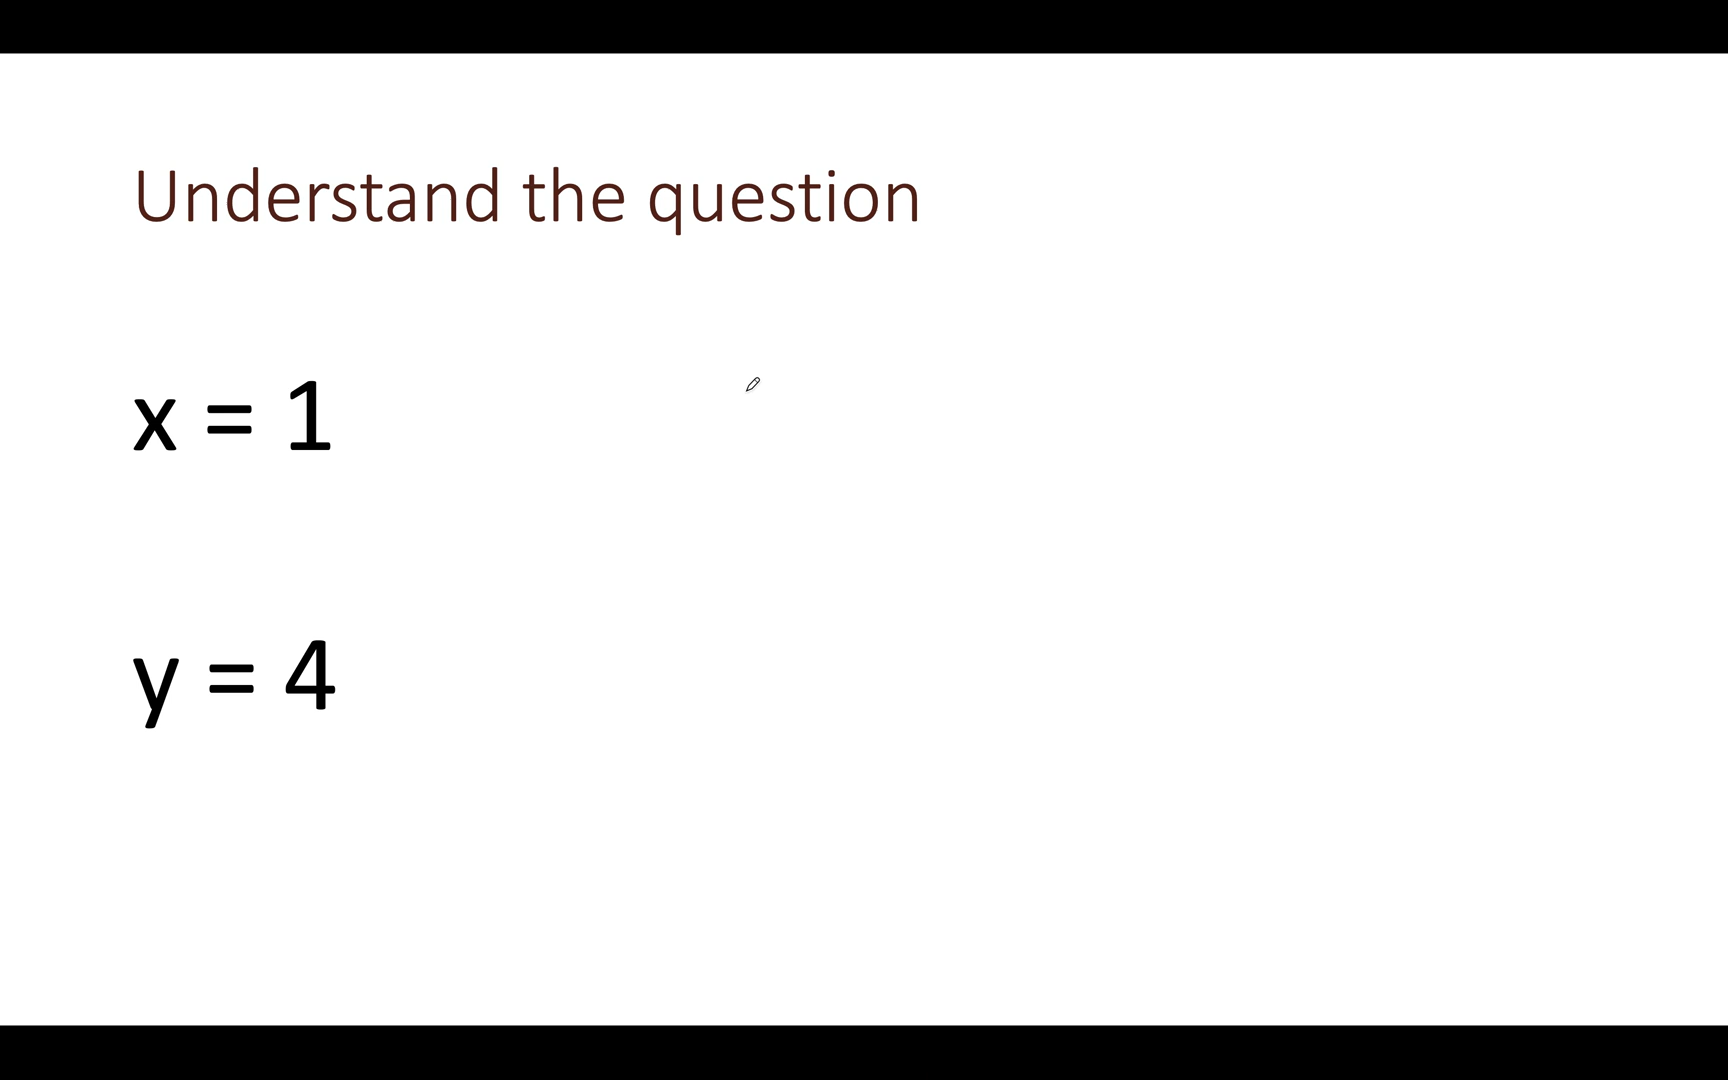 Understand the question
x = 1
y = 4